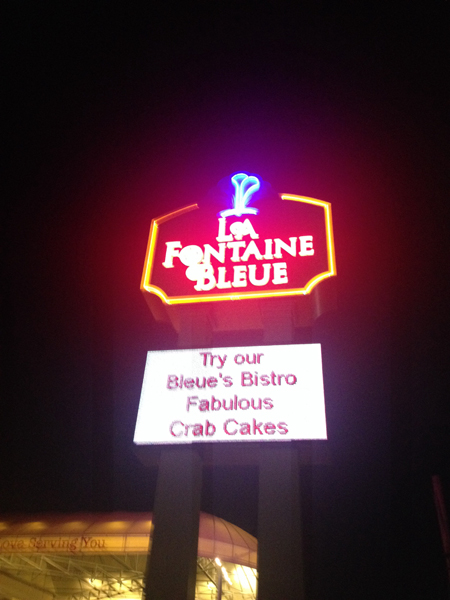 La
Fontaine
Bleue
Try our
Bleue's Bistro
Fabulous
Crab Cakes
Serving You